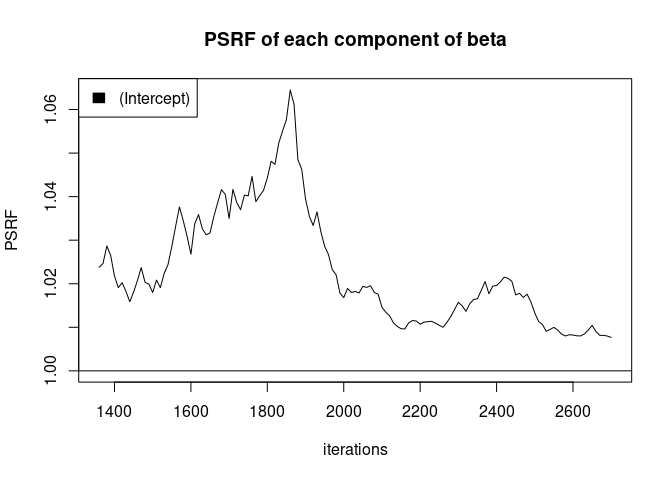 PSRF of each component of beta
(Intercept)
PSRF
1.06
1.04
1.02
1.00
1400 1600 1800 2000 2200 2400 2600
iterations